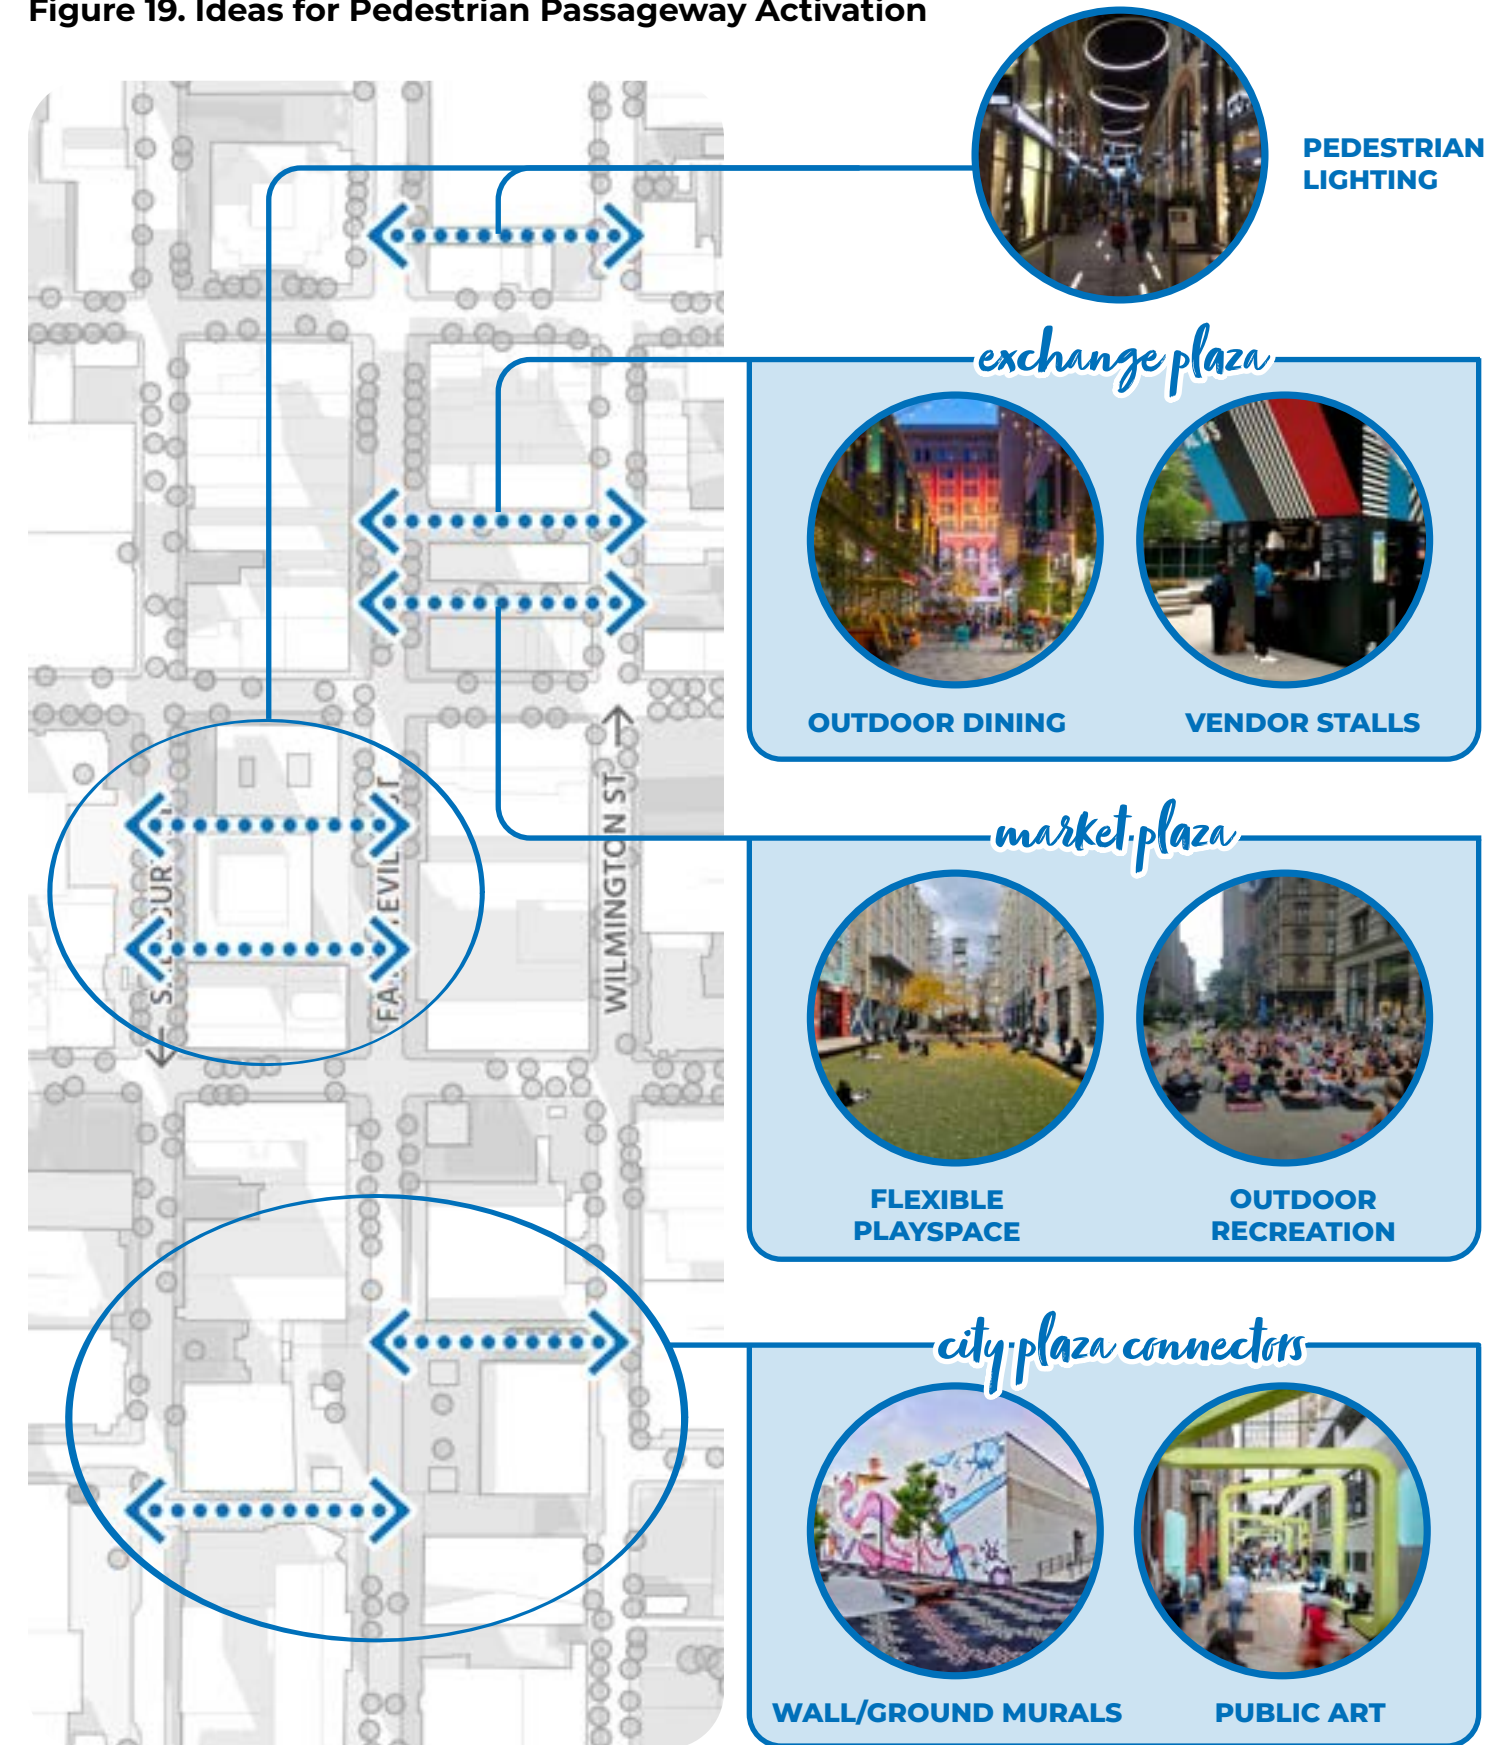 Figure 19. Ideas for Pedestrian Passageway Activation
PEDESTRIAN
LIGHTING
exchange plaza
OUTDOOR DINING
VENDOR STALLS
WILMINGTON ST
market plaza
FLEXIBLE
PLAYSPACE
OUTDOOR
RECREATION
city plaza connectors
WALL/GROUND MURALS
PUBLIC ART